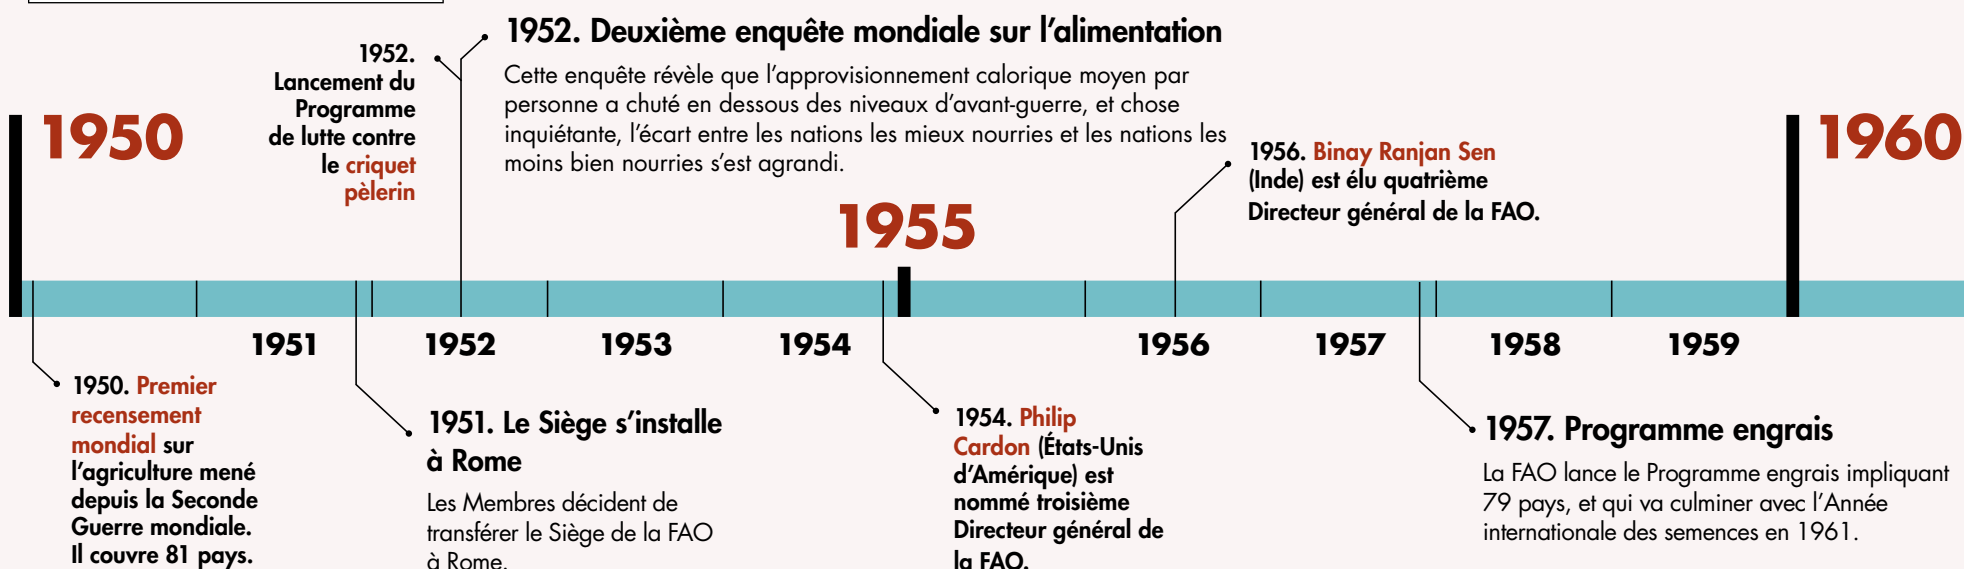 1952. Deuxième enquête mondiale sur l'alimentation
Cette enquête révèle que l'approvisionnement calorique moyen par
personne a chuté en dessous des niveaux d'avant-guerre, et chose
inquiétante, l'écart entre les nations les mieux nourries et les nations les
moins bien nourries s'est agrandi.
1952.
Lancement du
Programme
de lutte contre
le criquet
pèlerin
1950
1956. Binay Ranjan Sen
(Inde) est élu quatrième
Directeur général de la FAO.
1960
1955
1951
1952
1953
1954
1956
1957
1958
1959
1950. Premier
recensement
mondial sur
l'agriculture mené
depuis la Seconde
Guerre mondiale.
Il couvre 81 pays.
1951. Le Siège s'installe
à Rome
Les Membres décident de
transférer le Siège de la FAO
à Rome.
1954. Philip
Cardon (États-Unis
d'Amérique) est
nommé troisième
Directeur général de
la FAO.
1957. Programme engrais
La FAO lance le Programme engrais impliquant
79 pays, et qui va culminer avec l'Année
internationale des semences en 1961.